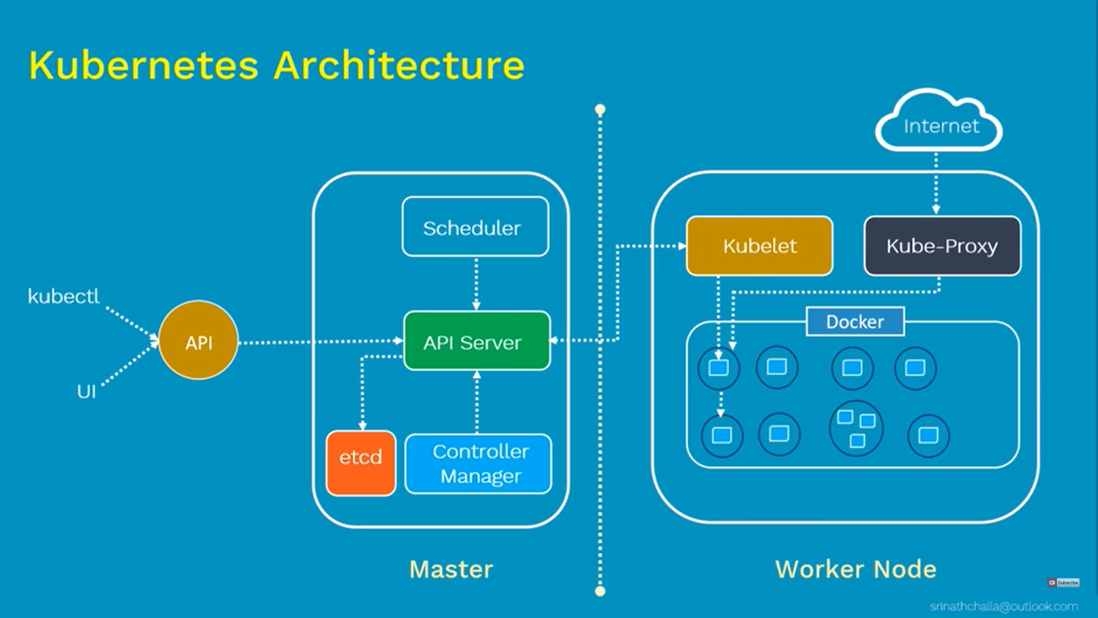 Kubernetes Architecture
Internet
Scheduler
Kubelet
Kube-Proxy
kubectl
API
API Server
Docker
UI
etcd
Controller
Manager
Master
Worker Node
Subscribe
srinathchalla@outlook.com